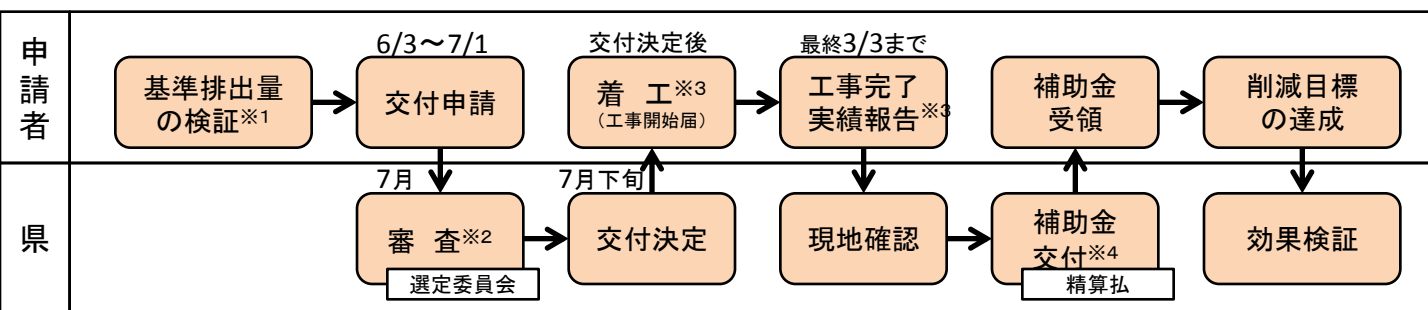 申請者
基準排出量
の検証※1
6/3～7/1
交付申請
交付決定後
着 工※3
（工事開始届）
最終3/3まで
工事完了
実績報告※3
補助金
受領
削減目標
の達成
県
7月
審 査※2
選定委員会
7月下旬
交付決定
現地確認
補助金
交付※4
精算払
効果検証